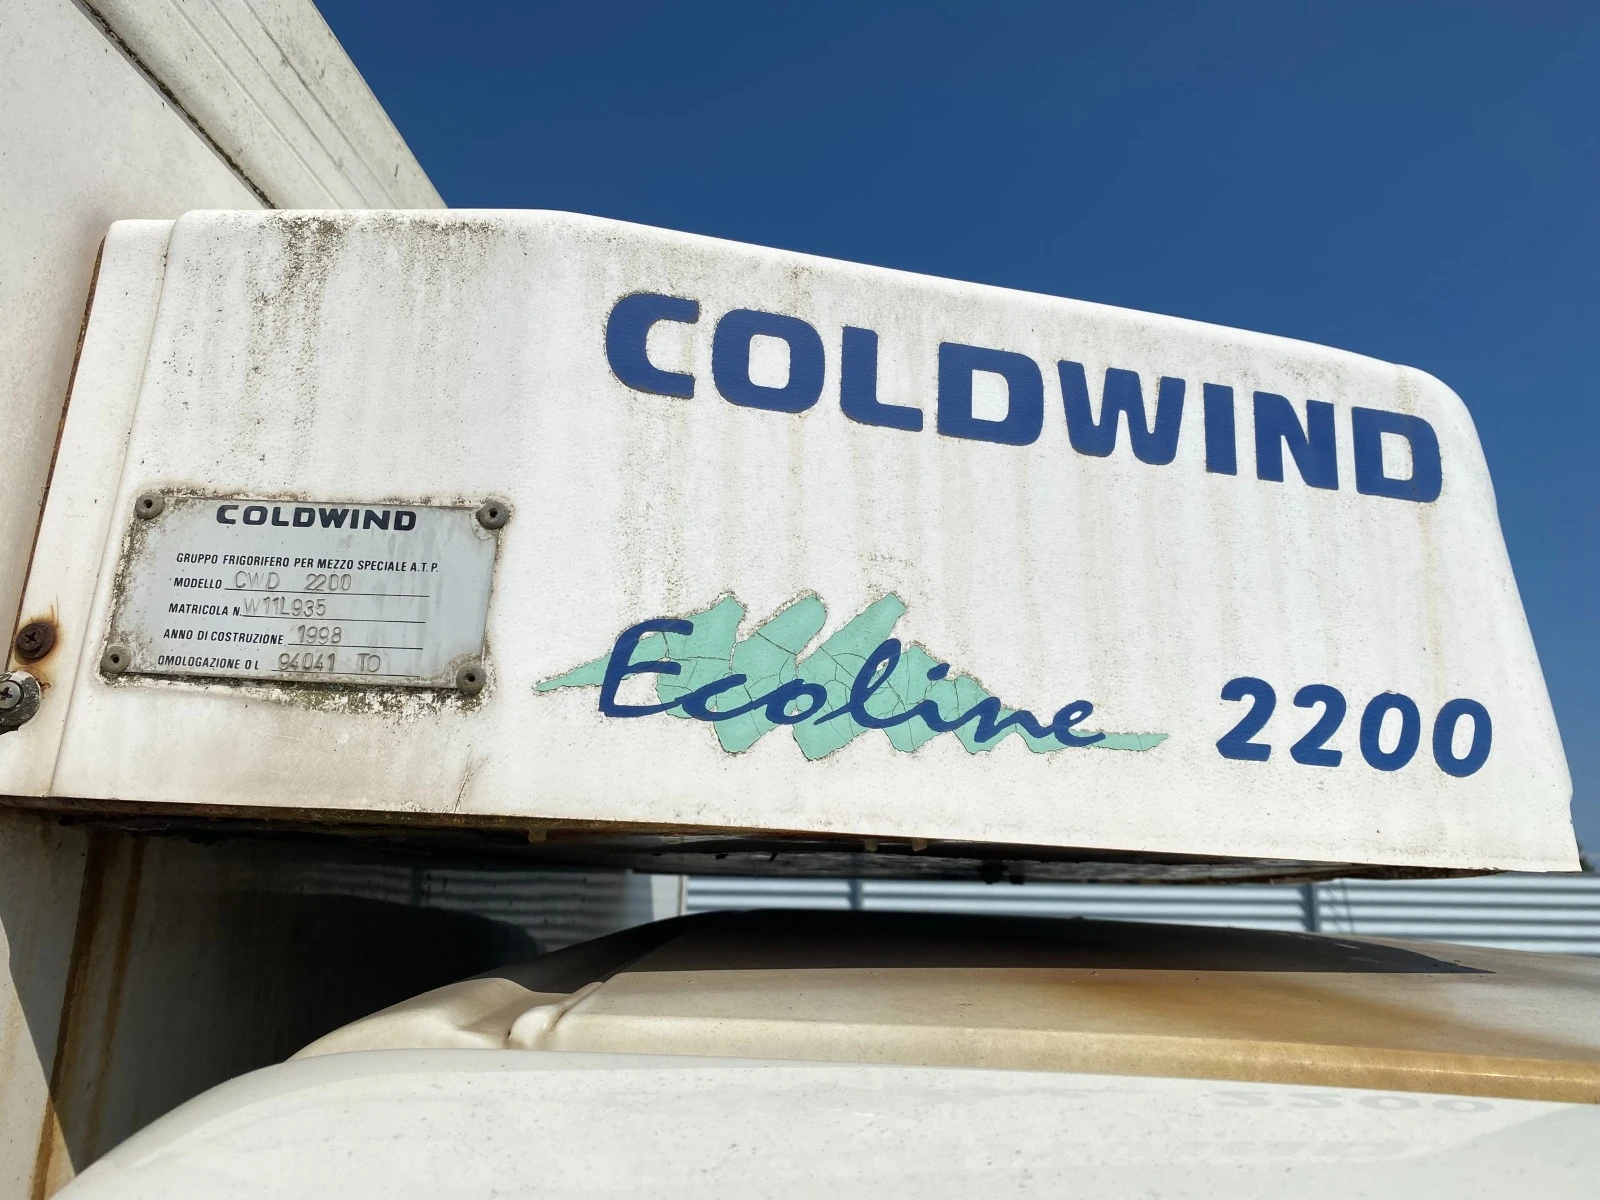 COLDWIND
Ecoline 2200
COLDWIND
GRUPPO FRIGORIFERO PER MEZZO SPECIALE A.T.P.
MODELLO CWD 2200
MATRICOLA N. W11L935
ANNO DI COSTRUZIONE 1998
OMOLOGAZIONE O L 94041 TO